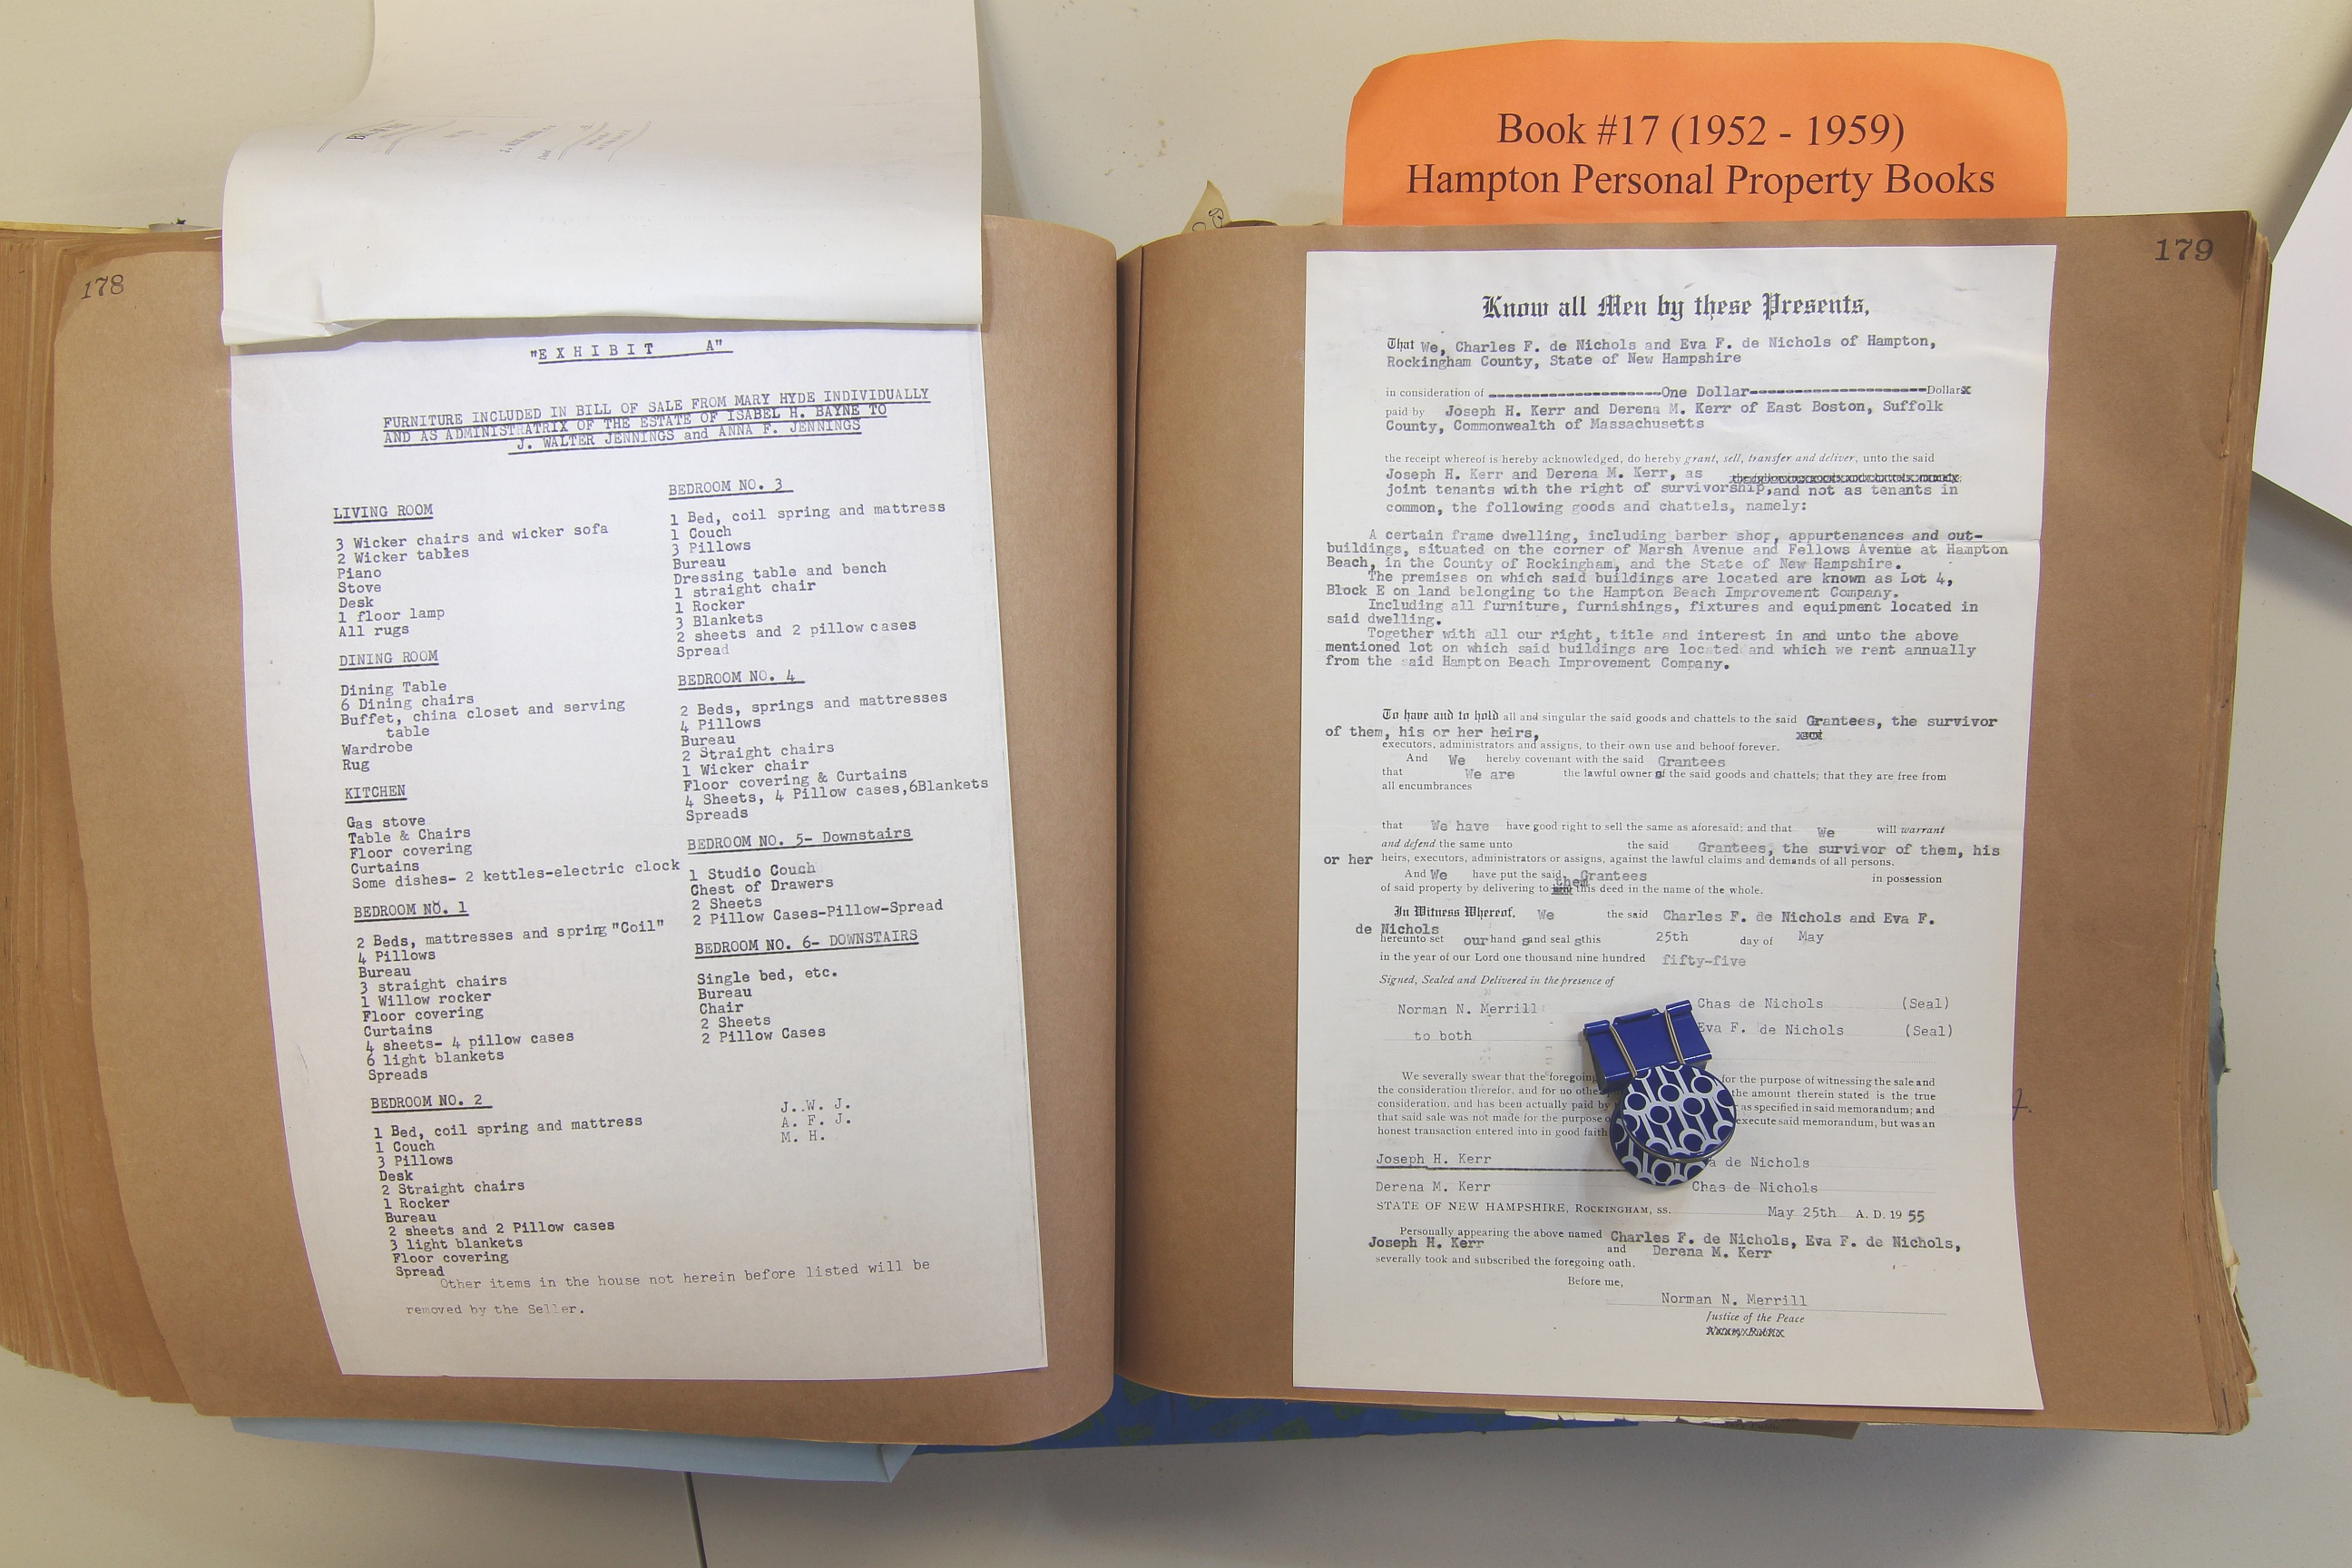 Book #17 (1952 - 1959)
Hampton Personal Property Books
178
"EXHIBIT A"
FURNITURE INCLUDED IN BILL OF SALE FROM MARY HYDE INDIVIDUALLY
AND AS ADMINISTRATRIX OF THE ESTATE OF ISABEL H. BAYNE TO
J. WALTER JENNINGS and ANNA F. JENNINGS
LIVING ROOM
3 Wicker chairs and wicker sofa
2 Wicker tables
Piano
Stove
Desk
1 floor lamp
All rugs
DINING ROOM
Dining Table
6 Dining chairs
Buffet, china closet and serving
table
Wardrobe
Rug
KITCHEN
Gas stove
Table & Chairs
Floor covering
Curtains
Some dishes- 2 kettles-electric clock
BEDROOM NO. 1
2 Beds, mattresses and spring "Coil"
4 Pillows
Bureau
3 straight chairs
1 Willow rocker
Floor covering
Curtains
4 sheets- 4 pillow cases
6 light blankets
Spreads
BEDROOM NO. 2
1 Bed, coil spring and mattress
1 Couch
3 Pillows
Desk
2 Straight chairs
1 Rocker
Bureau
2 sheets and 2 Pillow cases
3 light blankets
Floor covering
Spread
BEDROOM NO. 3
1 Bed, coil spring and mattress
1 Couch
3 Pillows
Bureau
Dressing table and bench
1 straight chair
1 Rocker
3 Blankets
2 sheets and 2 pillow cases
Spread
BEDROOM NO. 4
2 Beds, springs and mattresses
4 Pillows
Bureau
2 Straight chairs
1 Wicker chair
Floor covering & Curtains
4 Sheets, 4 Pillow cases,6Blankets
Spreads
BEDROOM NO. 5- Downstairs
1 Studio Couch
Chest of Drawers
2 Sheets
2 Pillow Cases-Pillow-Spread
BEDROOM NO. 6- DOWNSTAIRS
Single bed, etc.
Bureau
Chair
2 Sheets
2 Pillow Cases
J. W. J.
A. F. J.
M. H.
Other items in the house not herein before listed will be
removed by the Seller.
179
Know all Men by these Presents,
That We, Charles F. de Nichols and Eva F. de Nichols of Hampton,
Rockingham County, State of New Hampshire
in consideration of ----------One Dollar---------- Dollar
paid by Joseph H. Kerr and Derena M. Kerr of East Boston, Suffolk
County, Commonwealth of Massachusetts
the receipt whereof is hereby acknowledged, do hereby grant, sell, transfer and deliver, unto the said
Joseph H. Kerr and Derena M. Kerr, as the following goods and chattels, namely;
joint tenants with the right of survivorship,and not as tenants in
common, the following goods and chattels, namely:
A certain frame dwelling, including barber shop, appurtenances and out-
buildings, situated on the corner of Marsh Avenue and Fellows Avenue at Hampton
Beach, in the County of Rockingham, and the State of New Hampshire.
The premises on which said buildings are located are known as Lot 4,
Block E on land belonging to the Hampton Beach Improvement Company.
Including all furniture, furnishings, fixtures and equipment located in
said dwelling.
Together with all our right, title and interest in and unto the above
mentioned lot on which said buildings are located and which we rent annually
from the said Hampton Beach Improvement Company.
To have and to hold all and singular the said goods and chattels to the said Grantees, the survivor
of them, his or her heirs,
executors, administrators and assigns, to their own use and behoof forever.
And We hereby covenant with the said Grantees
that We are the lawful owner s of the said goods and chattels; that they are free from
all encumbrances
that We have have good right to sell the same as aforesaid; and that We will warrant
and defend the same unto the said Grantees, the survivor of them, his
or her heirs, executors, administrators or assigns, against the lawful claims and demands of all persons.
And We have put the said Grantees in possession
of said property by delivering to them this deed in the name of the whole.
In Witness Whereof, We the said Charles F. de Nichols and Eva F.
de Nichols
hereunto set our hand s and seal s this 25th day of May
in the year of our Lord one thousand nine hundred fifty-five
Signed, Sealed and Delivered in the presence of
Norman N. Merrill Chas de Nichols (Seal)
to both Eva F. de Nichols (Seal)
We severally swear that the foregoing for the purpose of witnessing the sale and
the consideration therefor, and for no othe the amount therein stated is the true
consideration, and has been actually paid by as specified in said memorandum; and
that said sale was not made for the purpose o execute said memorandum, but was an
honest transaction entered into in good faith
Joseph H. Kerr a de Nichols
Derena M. Kerr Chas de Nichols
STATE OF NEW HAMPSHIRE, ROCKINGHAM, SS. May 25th A. D. 19 55
Personally appearing the above named Charles F. de Nichols, Eva F. de Nichols,
Joseph H. Kerr and Derena M. Kerr
severally took and subscribed the foregoing oath.
Before me,
Norman N. Merrill
Justice of the Peace